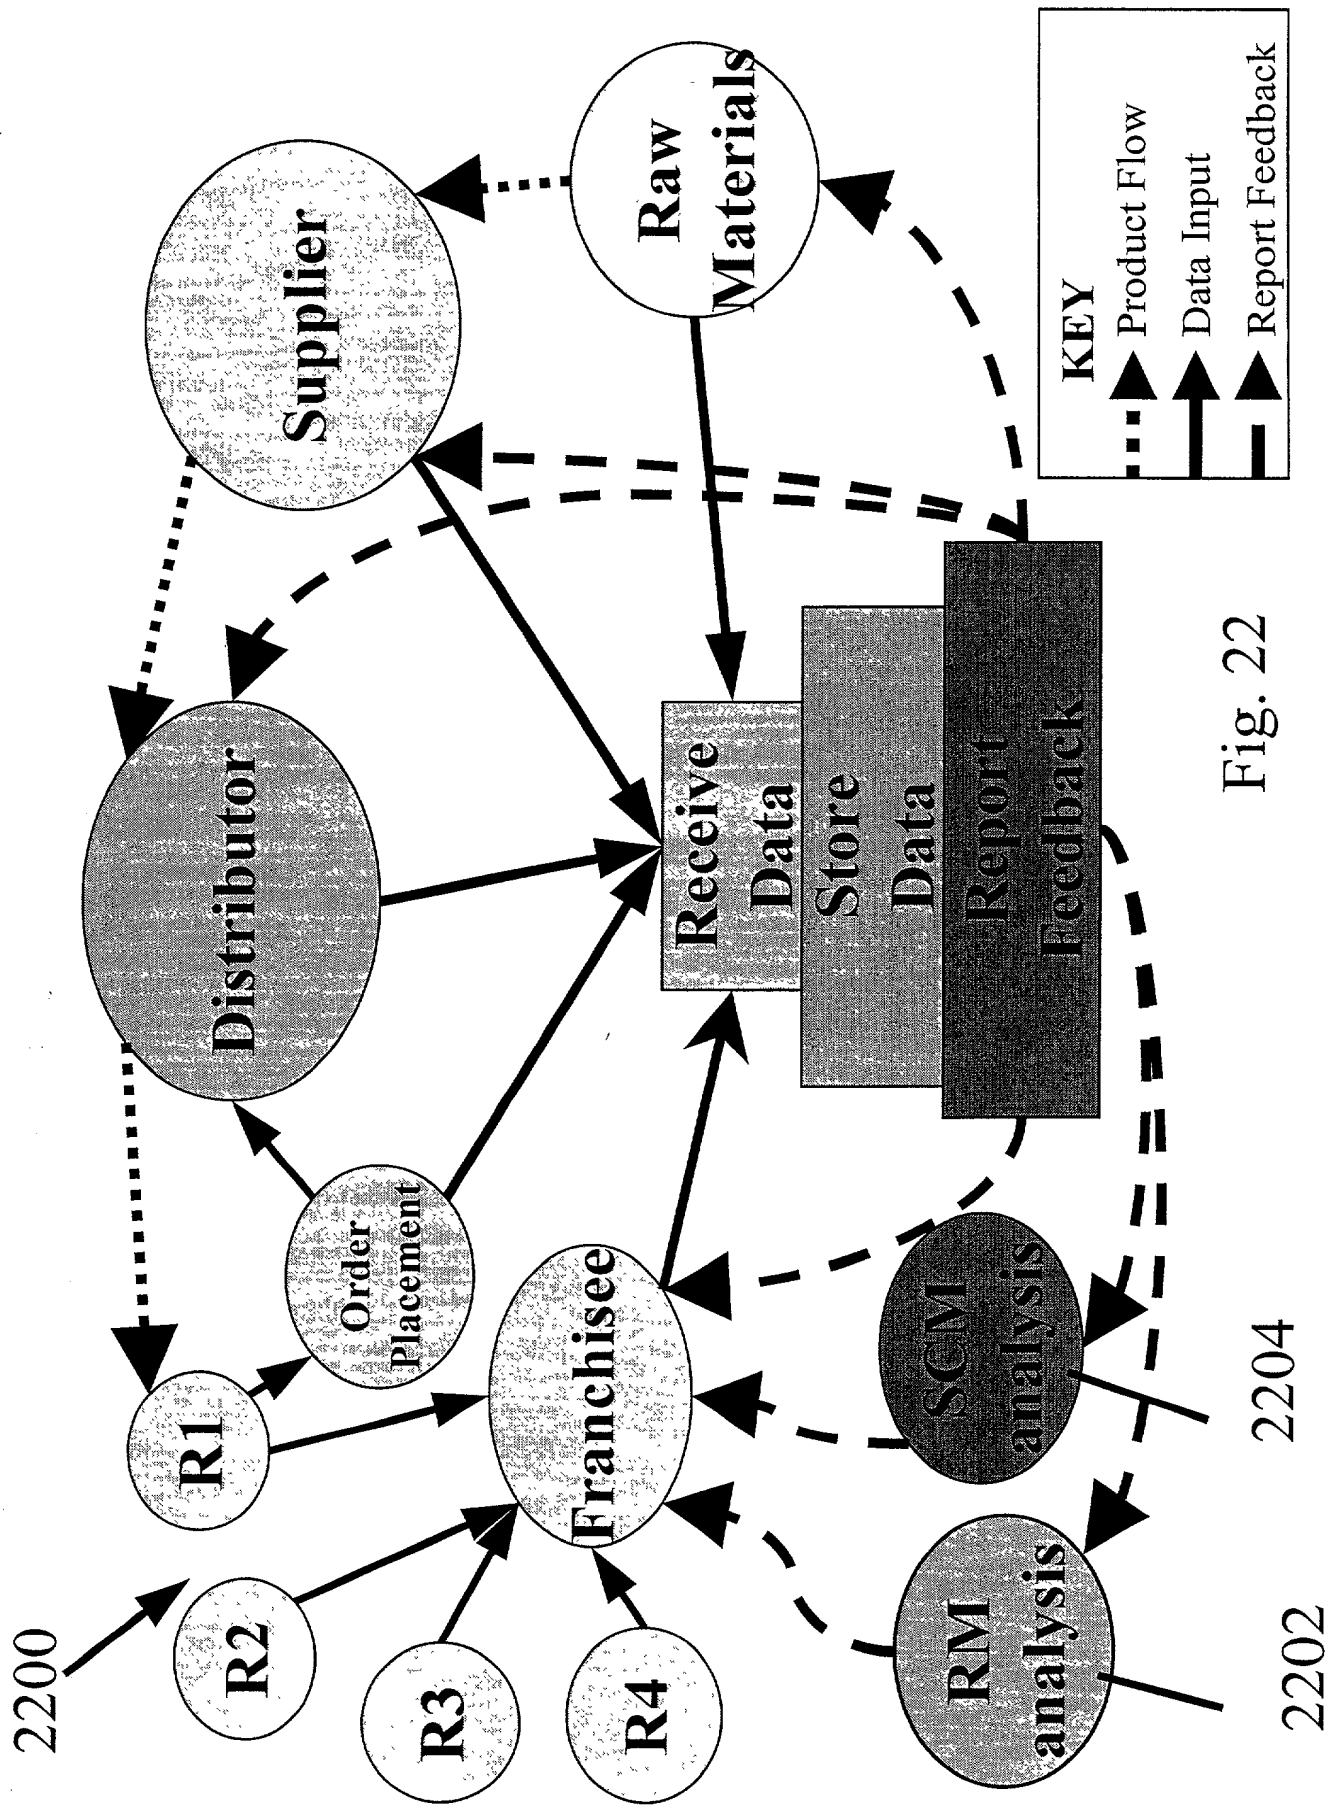 2200
R1
R2
R3
R4
Order
Placement
Distributor
Supplier
Raw
Materials
Franchisee
Receive
Data
Store
Data
Report
Feedback
RM
analysis
SCM
analysis
2202
2204
Fig. 22
KEY
Product Flow
Data Input
Report Feedback